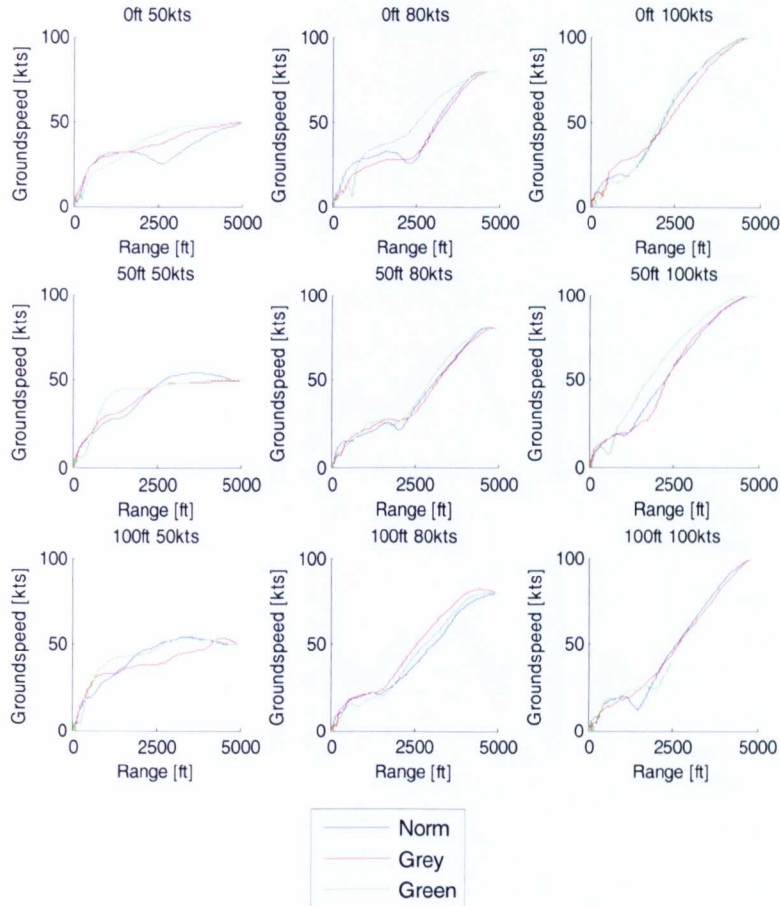 0ft 50kts
0ft 80kts
0ft 100kts
100
50
0
Groundspeed [kts]
0 2500 5000
Range [ft]
100
50
0
Groundspeed [kts]
0 2500 5000
Range [ft]
100
50
0
Groundspeed [kts]
0 2500 5000
Range [ft]
50ft 50kts
50ft 80kts
50ft 100kts
100
50
0
Groundspeed [kts]
0 2500 5000
Range [ft]
100
50
0
Groundspeed [kts]
0 2500 5000
Range [ft]
100
50
0
Groundspeed [kts]
0 2500 5000
Range [ft]
100ft 50kts
100ft 80kts
100ft 100kts
100
50
0
Groundspeed [kts]
0 2500 5000
Range [ft]
100
50
0
Groundspeed [kts]
0 2500 5000
Range [ft]
100
50
0
Groundspeed [kts]
0 2500 5000
Range [ft]
Norm
Grey
Green